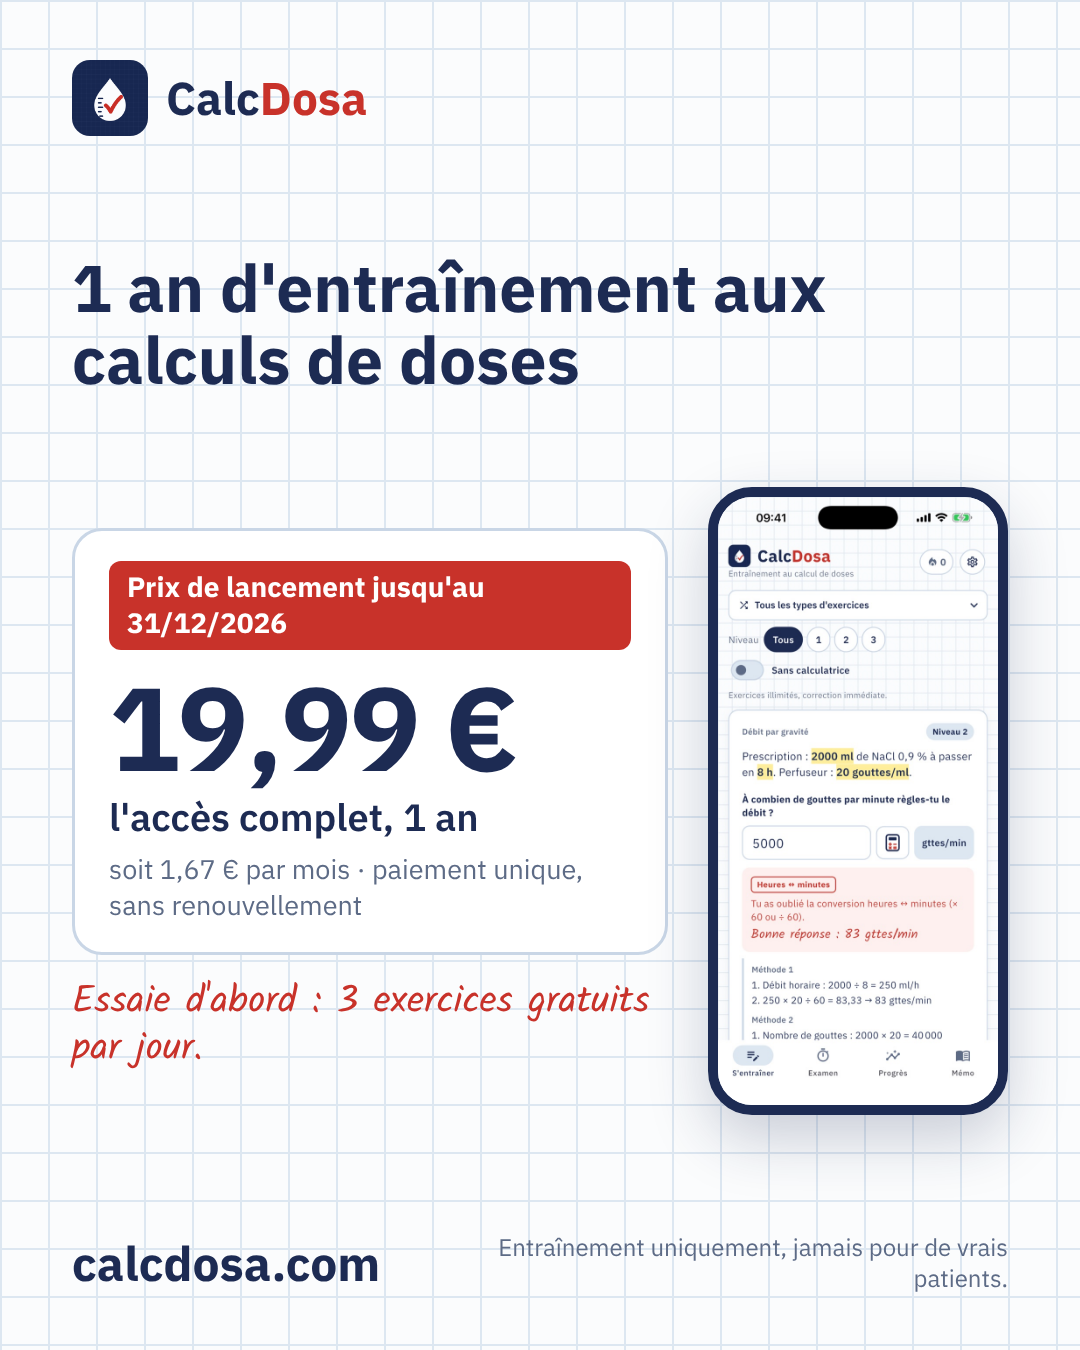 CalcDosa
1 an d'entraînement aux
calculs de doses
Prix de lancement jusqu'au
31/12/2026
19,99 €
l'accès complet, 1 an
soit 1,67 € par mois · paiement unique,
sans renouvellement
Essaie d'abord : 3 exercices gratuits
par jour.
09:41
CalcDosa
0
Entraînement au calcul de doses
Tous les types d'exercices
Niveau Tous 1 2 3
Sans calculatrice
Exercices illimités, correction immédiate.
Débit par gravité Niveau 2
Prescription : 2000 ml de NaCl 0,9 % à passer
en 8 h. Perfuseur : 20 gouttes/ml.
À combien de gouttes par minute règles-tu le
débit ?
5000 gttes/min
Heures ↔ minutes
Tu as oublié la conversion heures ↔ minutes (×
60 ou ÷ 60).
Bonne réponse : 83 gttes/min
Méthode 1
1. Débit horaire : 2000 ÷ 8 = 250 ml/h
2. 250 × 20 ÷ 60 = 83,33 → 83 gttes/min
Méthode 2
1. Nombre de gouttes : 2000 × 20 = 40 000
S'entraîner Examen Progrès Mémo
calcdosa.com
Entraînement uniquement, jamais pour de vrais
patients.